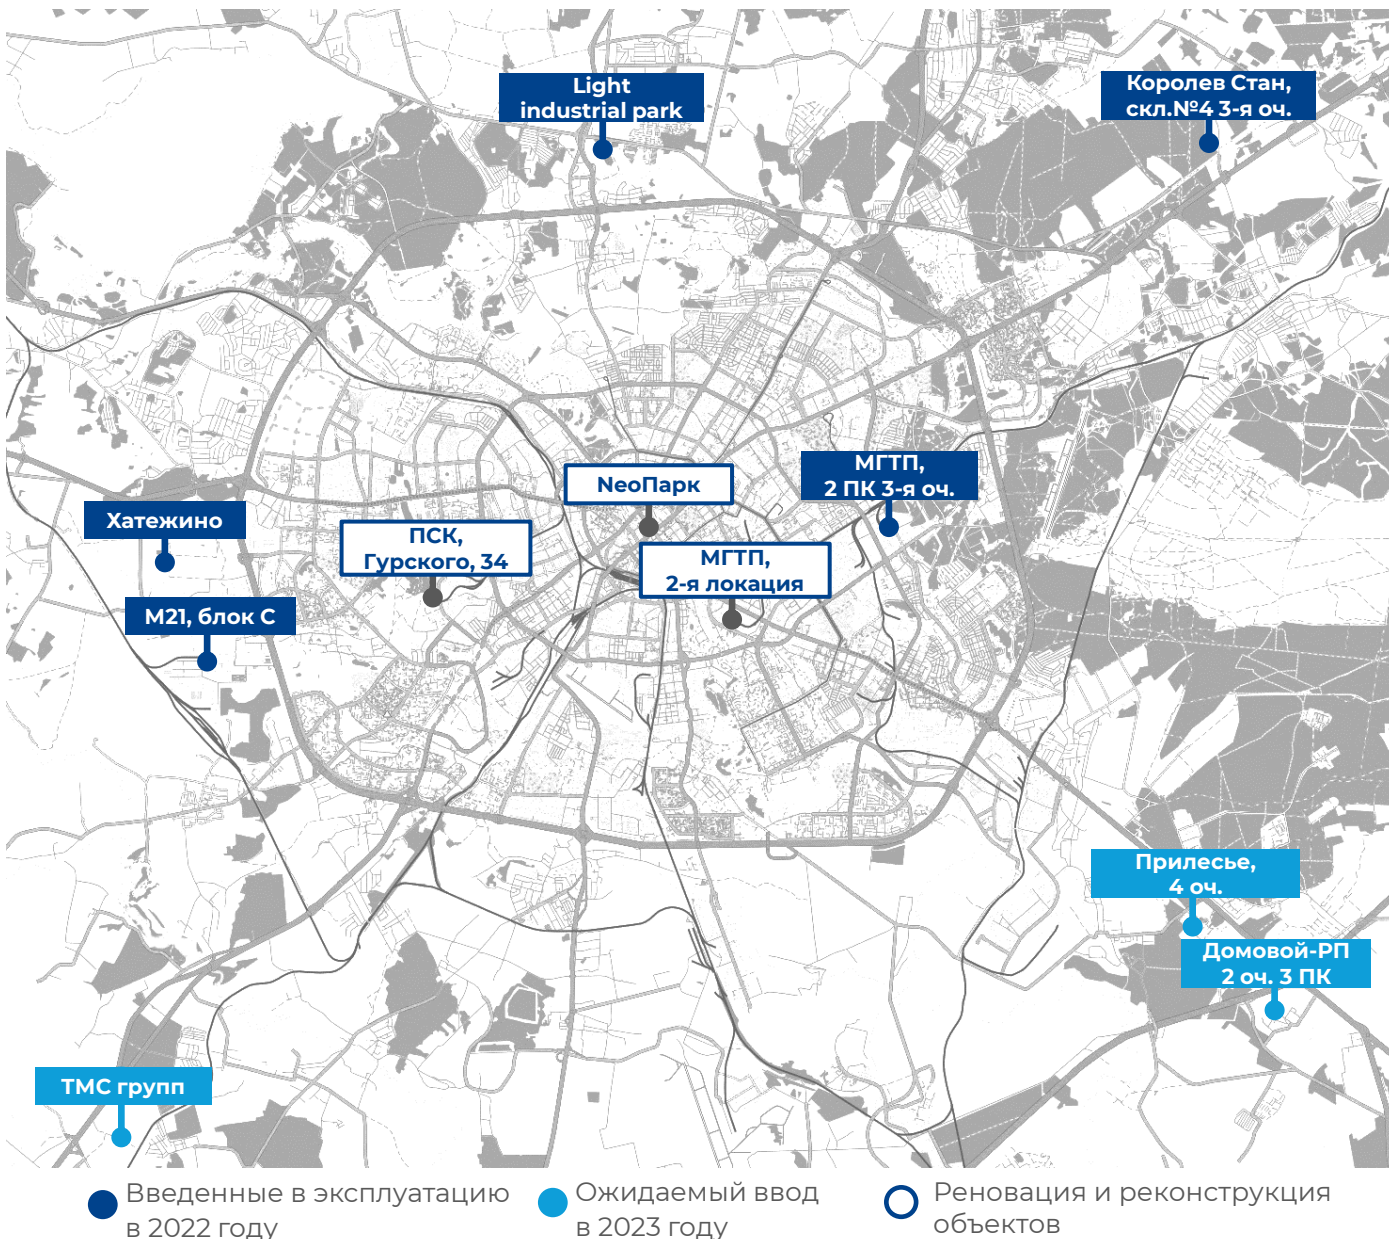 Light
industrial park
Королев Стан,
скл.№4 3-я оч.
NеоПарк
МГТП,
2 ПК 3-я оч.
Хатежино
ПСК,
Гурского, 34
МГТП,
2-я локация
М21, блок С
Прилесье,
4 оч.
Домовой-РП
2 оч. 3 ПК
ТМС групп
Введенные в эксплуатацию
в 2022 году
Ожидаемый ввод
в 2023 году
Реновация и реконструкция
объектов